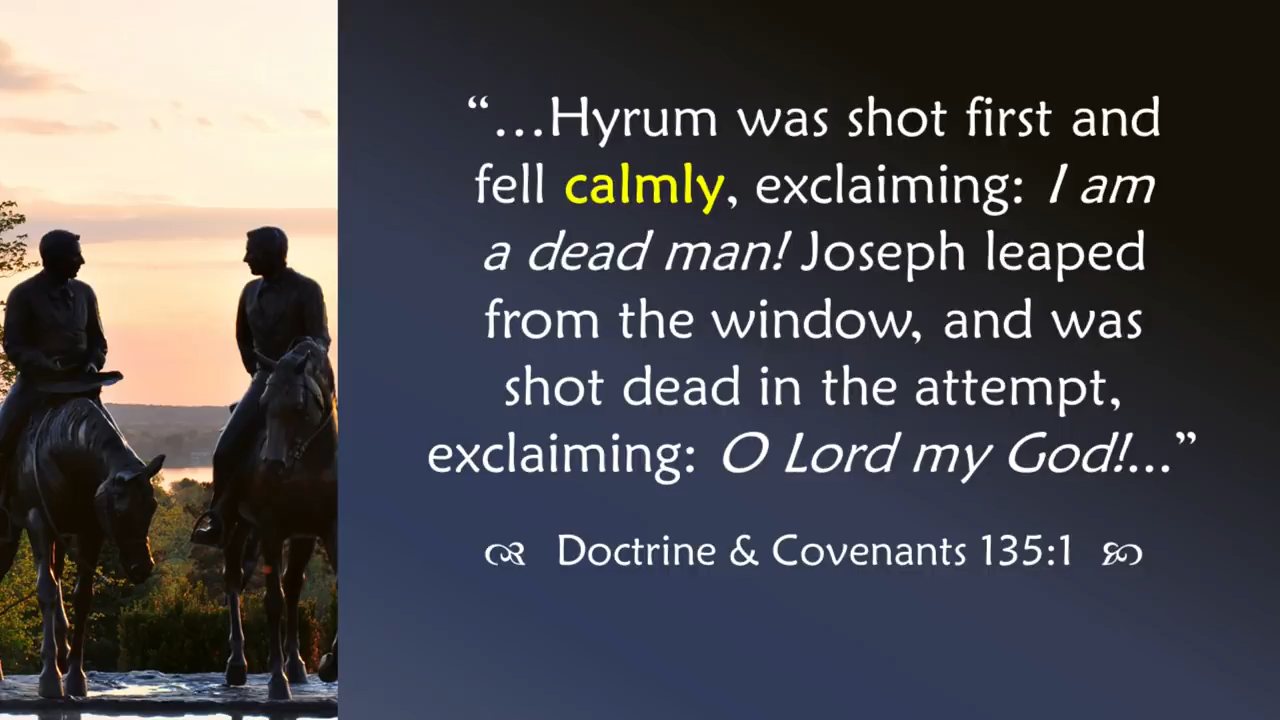 “…Hyrum was shot first and
fell calmly, exclaiming: I am
a dead man! Joseph leaped
from the window, and was
shot dead in the attempt,
exclaiming: O Lord my God!…”
Doctrine & Covenants 135:1